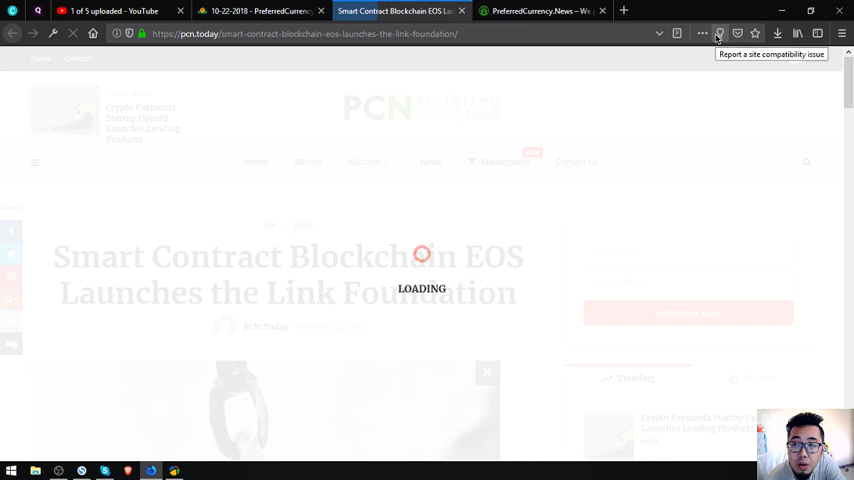 1 of 5 uploaded - YouTube
10-22-2018 - PreferredCurrency.
Smart Contract Blockchain EOS La
PreferredCurrency.News – We p
https://pcn.today/smart-contract-blockchain-eos-launches-the-link-foundation/
Report a site compatibility issue
Home Contact
Crypto Payments
Startup Uphold
Launches Lending
Products
PCN Preferred
Currency.News
Home Bitcoin Altcoins News Marketplace Contact Us
Smart Contract Blockchain EOS
Launches the Link Foundation
LOADING
PCN.Today
SUBSCRIBE NOW
Trending
Crypto Payments Startup Up
Launches Lending Products